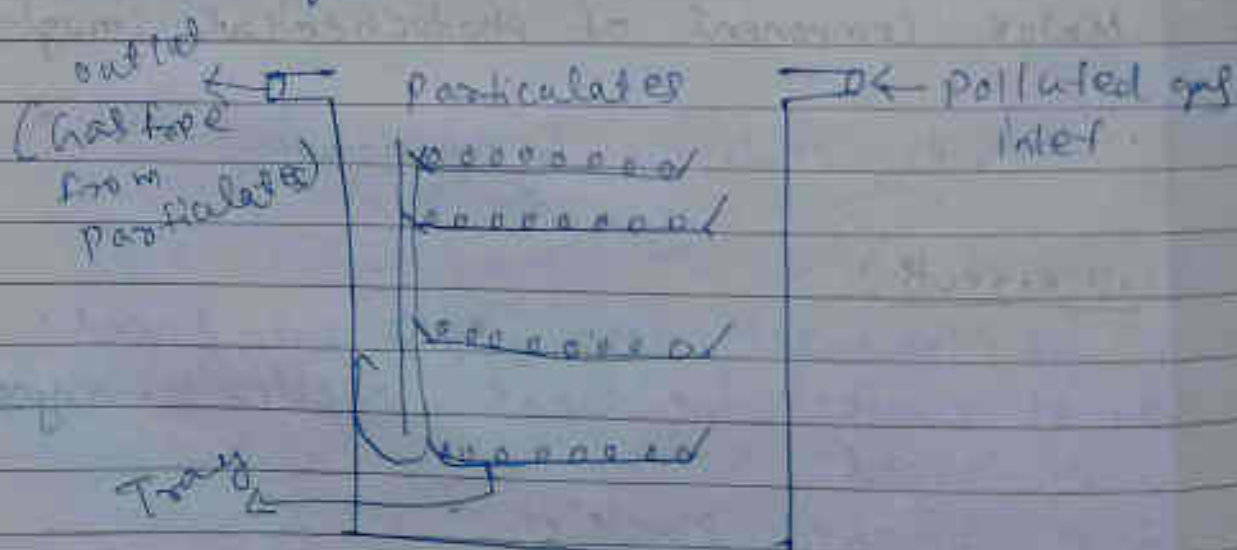 outlet
(Gas free
from
particulates)
Particulates
polluted gas
inlet
Tray